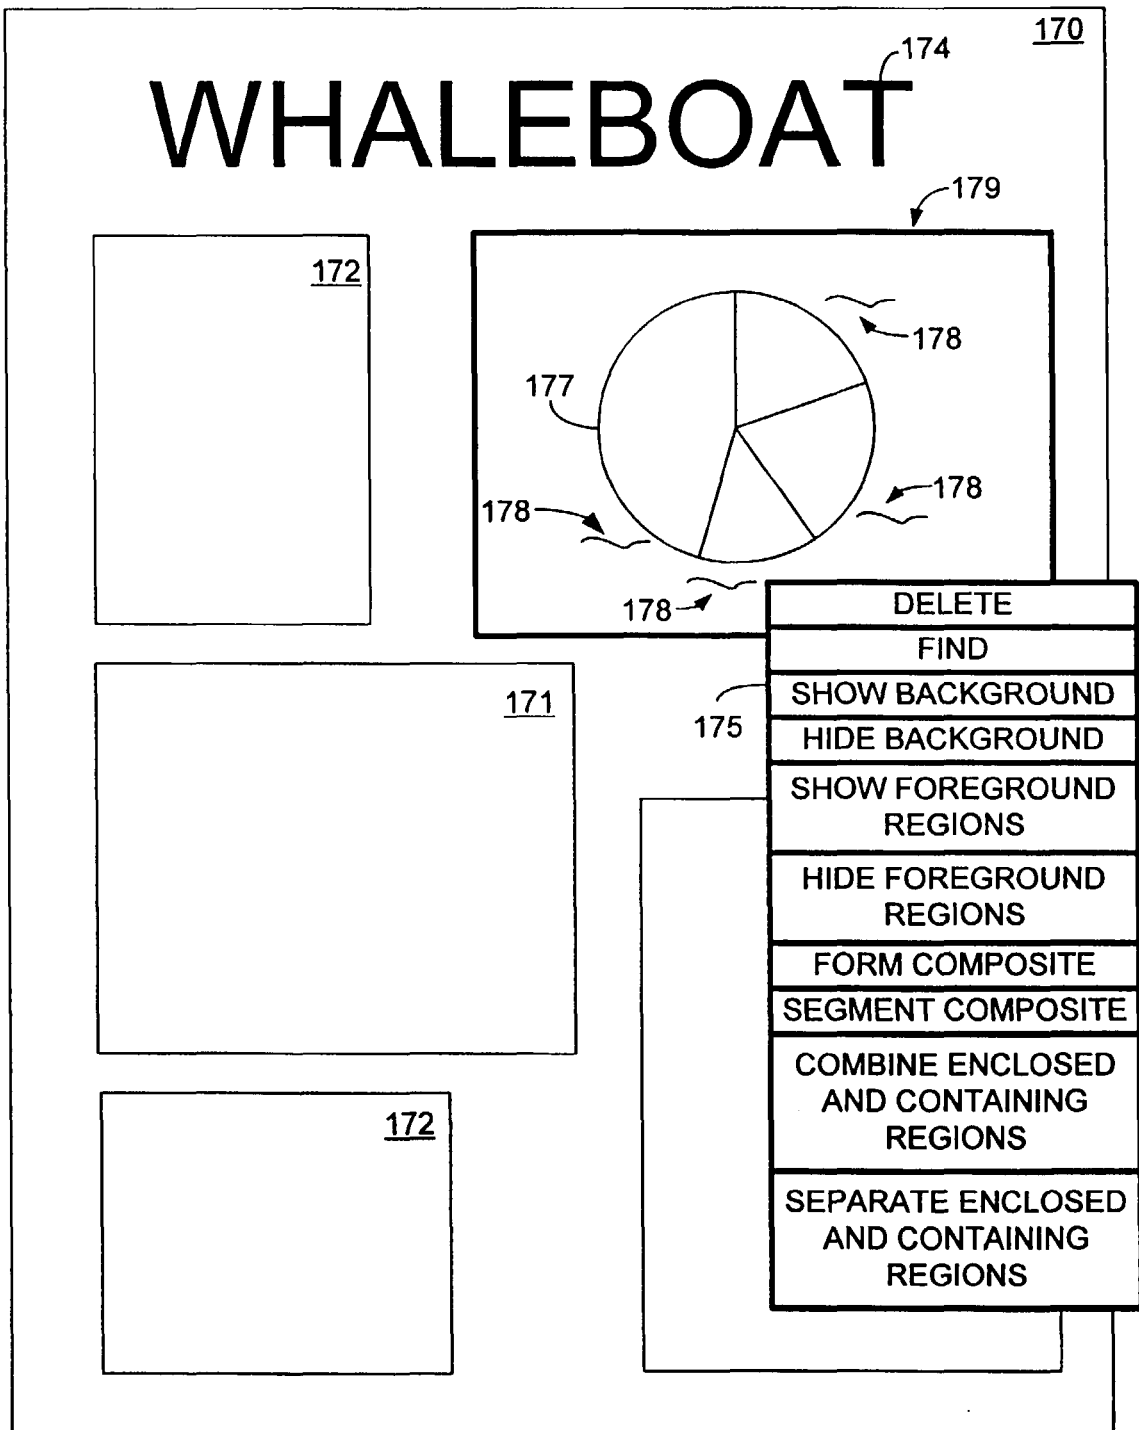 170
174
WHALEBOAT
179
172
178
177
178
178
178
DELETE
FIND
SHOW BACKGROUND
175
HIDE BACKGROUND
171
SHOW FOREGROUND
REGIONS
HIDE FOREGROUND
REGIONS
FORM COMPOSITE
SEGMENT COMPOSITE
COMBINE ENCLOSED
AND CONTAINING
REGIONS
172
SEPARATE ENCLOSED
AND CONTAINING
REGIONS